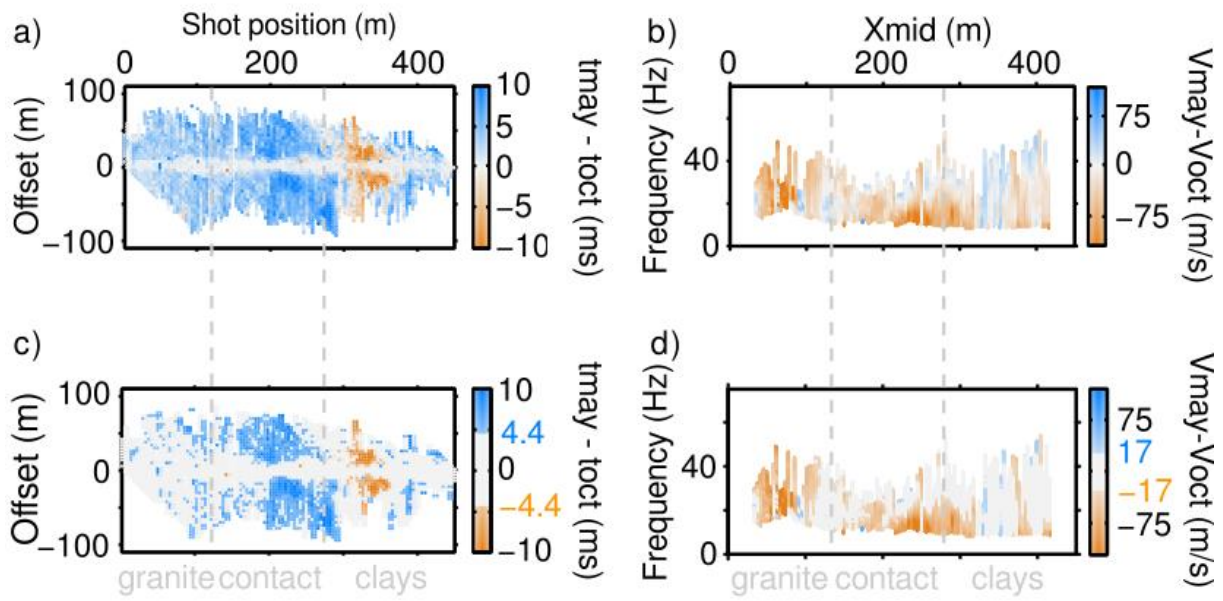 a)
Shot position (m)
0 200 400
100
0
−100
Offset (m)
10
5
0
−5
−10
tmay - toct (ms)
b)
Xmid (m)
0 200 400
40
0
Frequency (Hz)
75
0
−75
Vmay-Voct (m/s)
c)
100
0
−100
Offset (m)
10
4.4
0
−4.4
−10
tmay - toct (ms)
granite contact clays
d)
40
0
Frequency (Hz)
75
17
−17
−75
Vmay-Voct (m/s)
granite contact clays